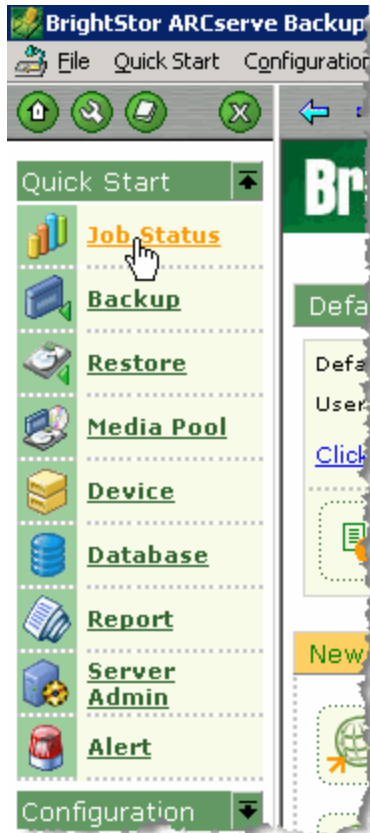 BrightStor ARCserve Backup
File Quick Start Configuration
Quick Start
Job Status
Backup
Restore
Media Pool
Device
Database
Report
Server
Admin
Alert
Configuration
Br
Defa
Defa
User
Click
New